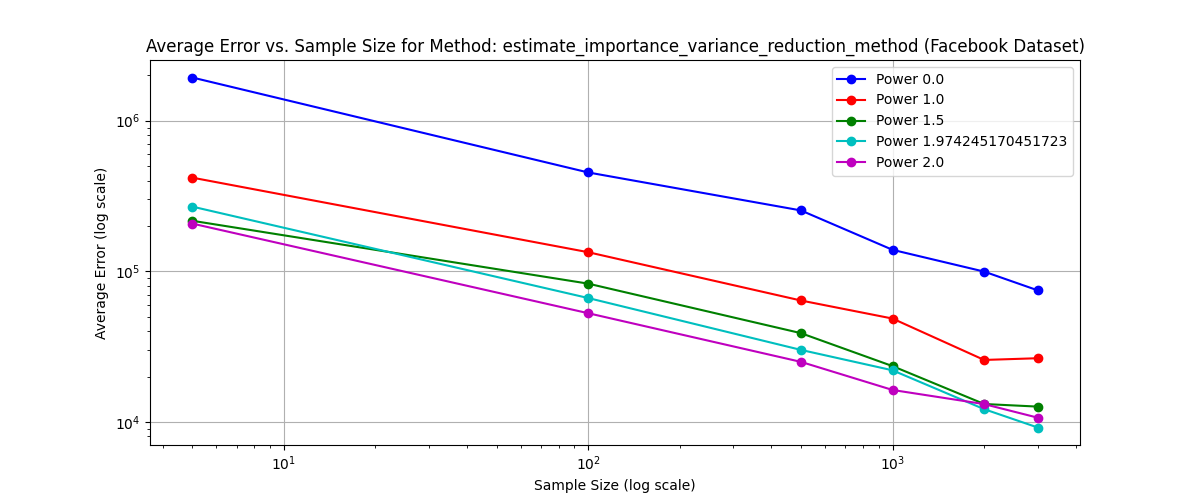 Average Error vs. Sample Size for Method: estimate_importance_variance_reduction_method (Facebook Dataset)
Power 0.0
Power 1.0
Power 1.5
Power 1.974245170451723
Power 2.0
Average Error (log scale)
10^6
10^5
10^4
10^1
10^2
10^3
Sample Size (log scale)